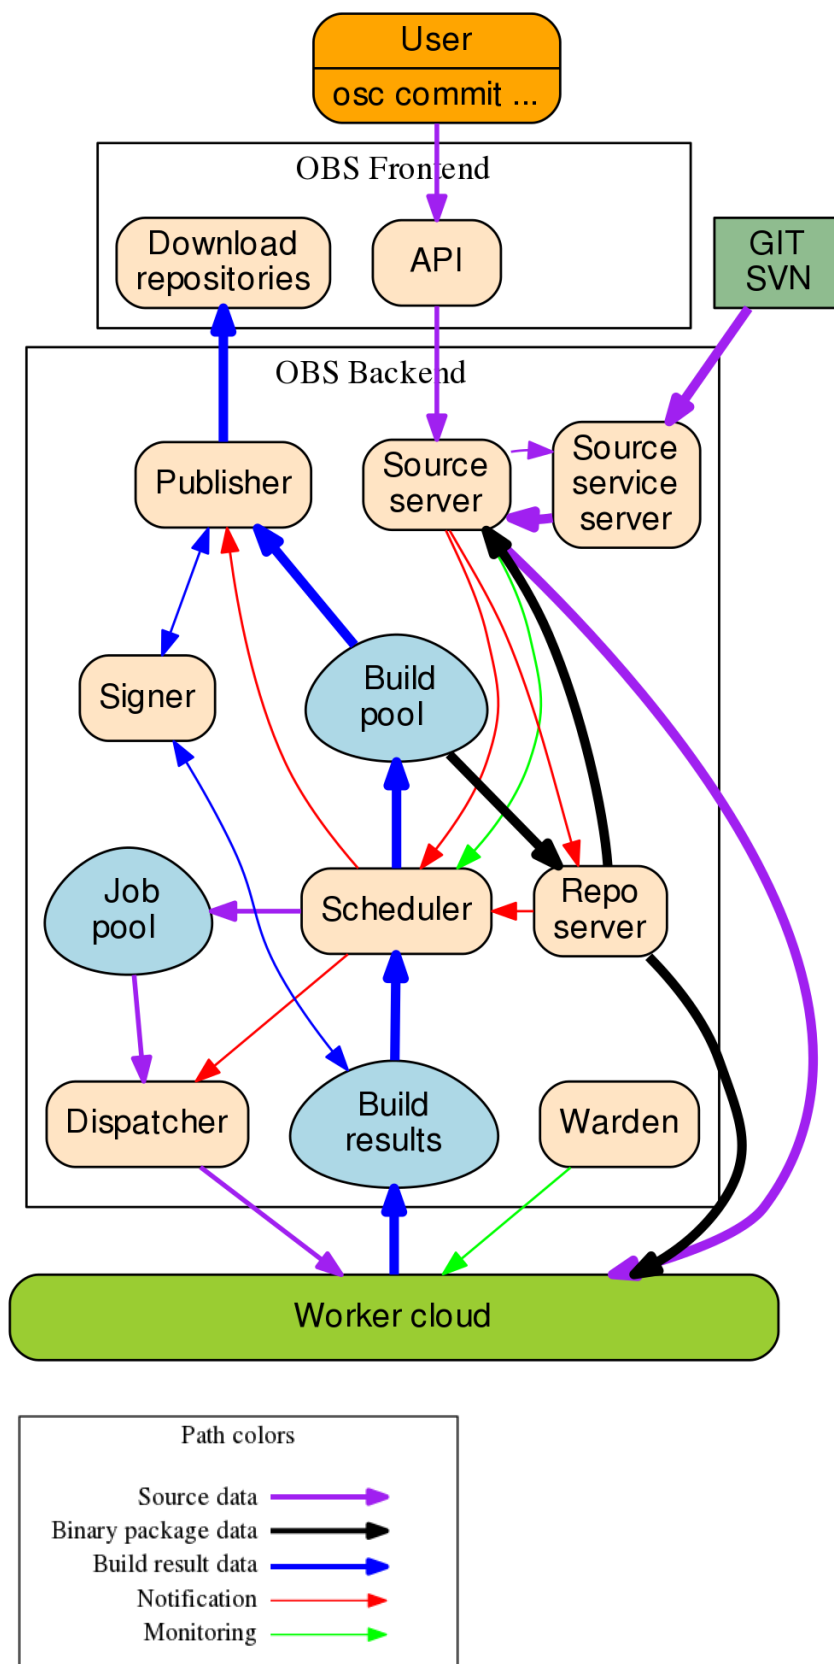 User
osc commit ...
OBS Frontend
Download
repositories
API
GIT
SVN
OBS Backend
Publisher
Source
server
Source
service
server
Signer
Build
pool
Job
pool
Scheduler
Repo
server
Dispatcher
Build
results
Warden
Worker cloud
Path colors
Source data
Binary package data
Build result data
Notification
Monitoring